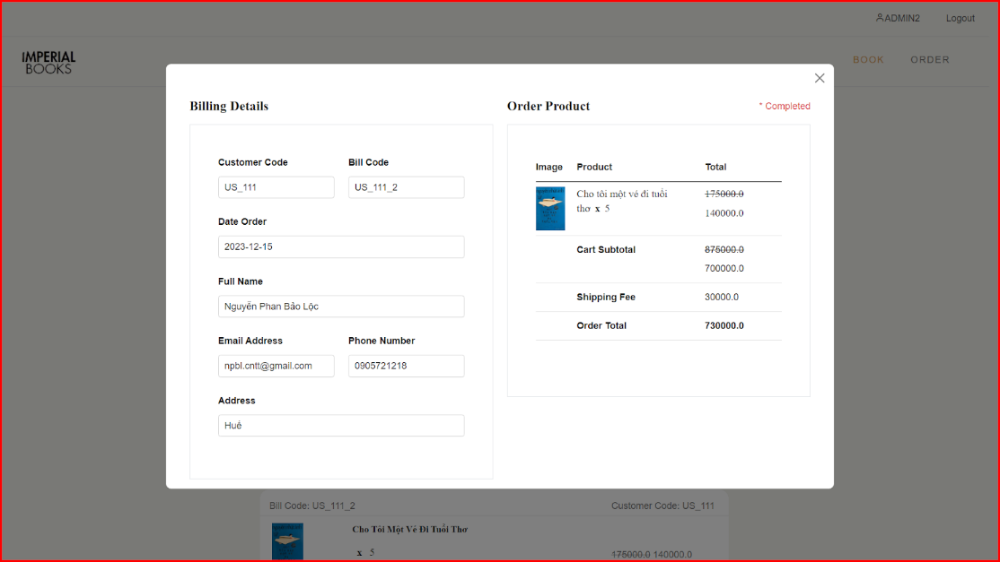 ADMIN2 Logout
IMPERIAL
BOOKS
BOOK ORDER
Billing Details
Customer Code Bill Code
US_111 US_111_2
Date Order
2023-12-15
Full Name
Nguyễn Phan Bảo Lộc
Email Address Phone Number
npbl.cntt@gmail.com 0905721218
Address
Huế
Order Product * Completed
Image Product Total
Cho tôi một vé đi tuổi 175000.0
thơ x 5 140000.0
Cart Subtotal 875000.0
700000.0
Shipping Fee 30000.0
Order Total 730000.0
Bill Code: US_111_2 Customer Code: US_111
Cho Tôi Một Vé Đi Tuổi Thơ
x 5 175000.0 140000.0